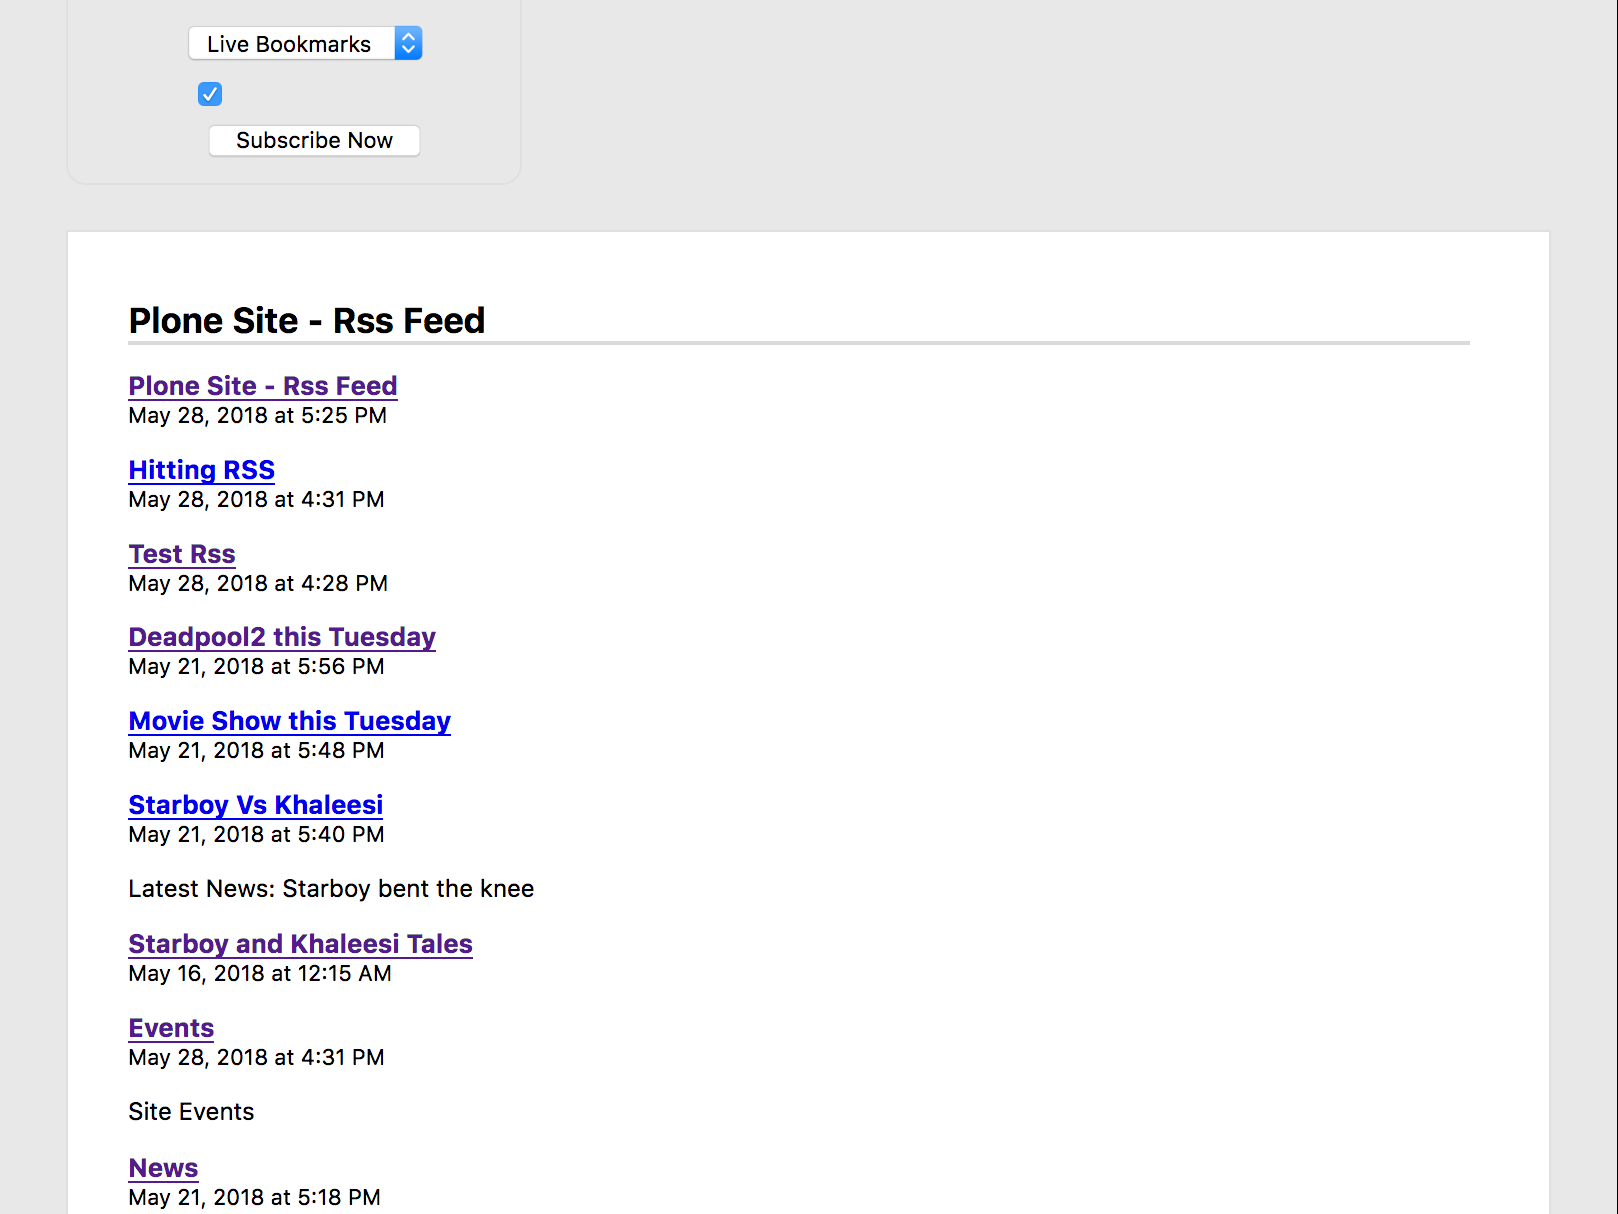 Live Bookmarks
Subscribe Now
Plone Site - Rss Feed
Plone Site - Rss Feed
May 28, 2018 at 5:25 PM
Hitting RSS
May 28, 2018 at 4:31 PM
Test Rss
May 28, 2018 at 4:28 PM
Deadpool2 this Tuesday
May 21, 2018 at 5:56 PM
Movie Show this Tuesday
May 21, 2018 at 5:48 PM
Starboy Vs Khaleesi
May 21, 2018 at 5:40 PM
Latest News: Starboy bent the knee
Starboy and Khaleesi Tales
May 16, 2018 at 12:15 AM
Events
May 28, 2018 at 4:31 PM
Site Events
News
May 21, 2018 at 5:18 PM